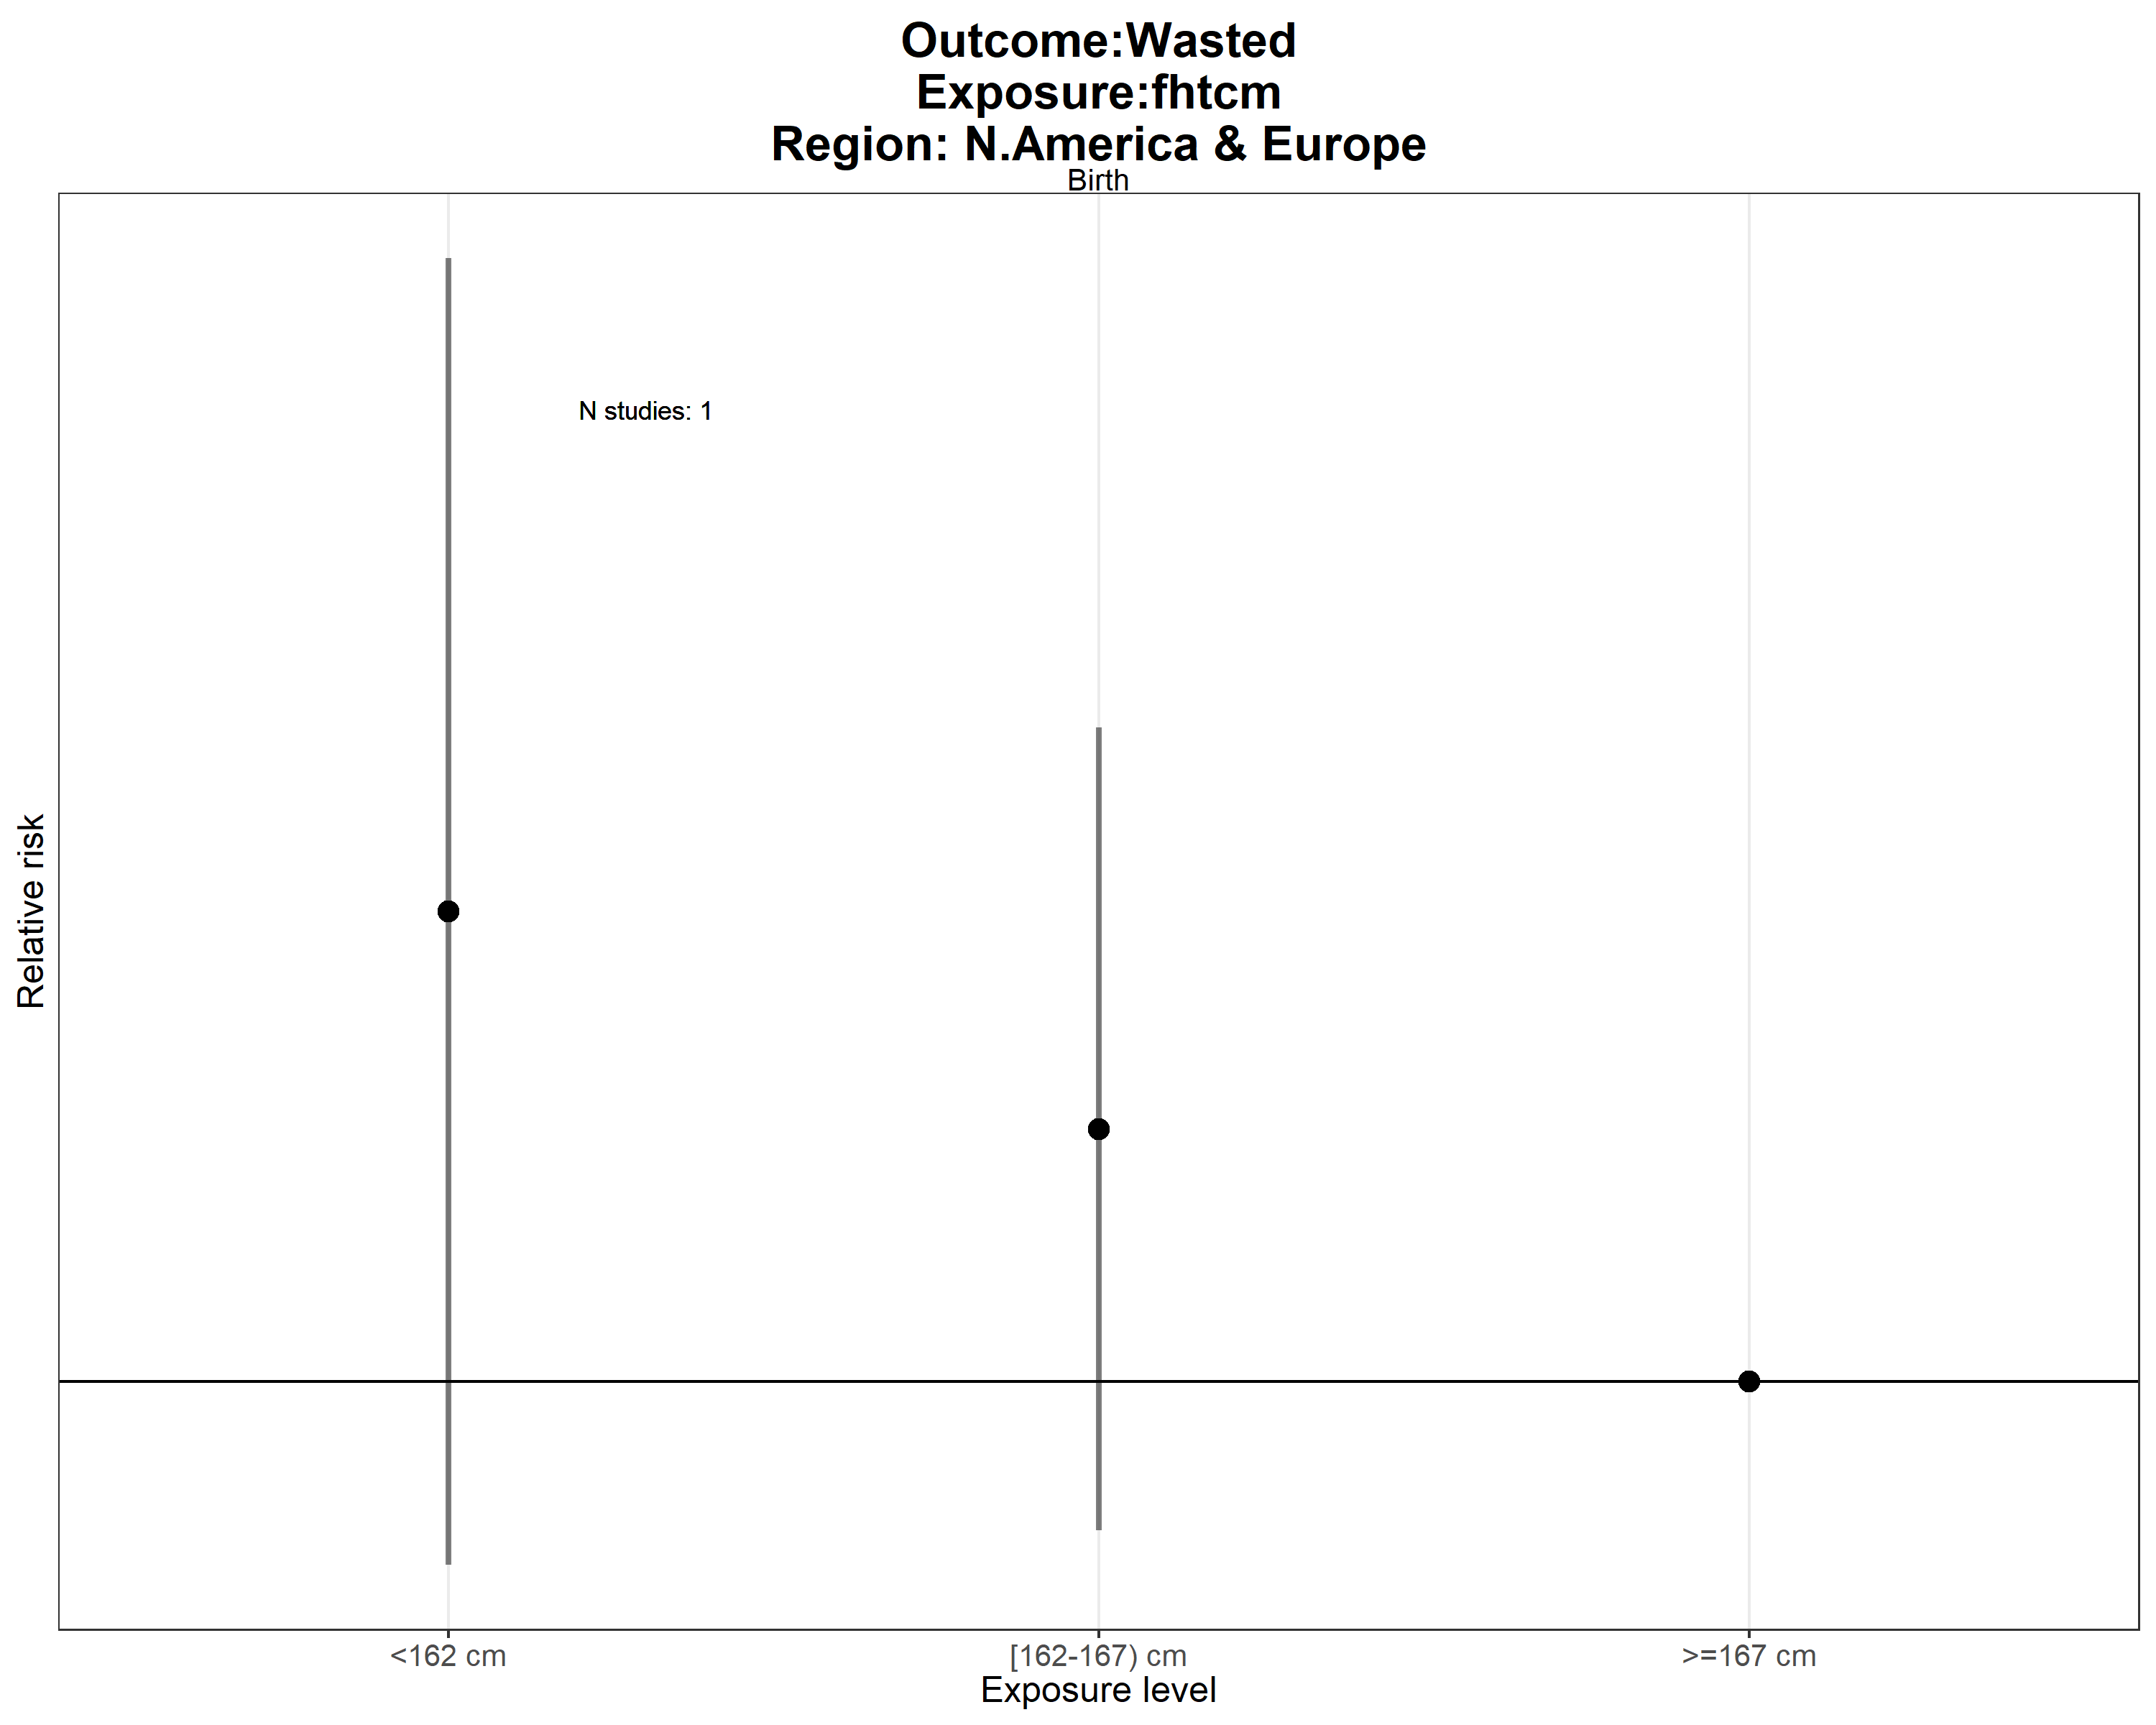 Outcome:Wasted
Exposure:fhtcm
Region: N.America & Europe
Birth
N studies: 1
Relative risk
<162 cm
[162-167) cm
>=167 cm
Exposure level